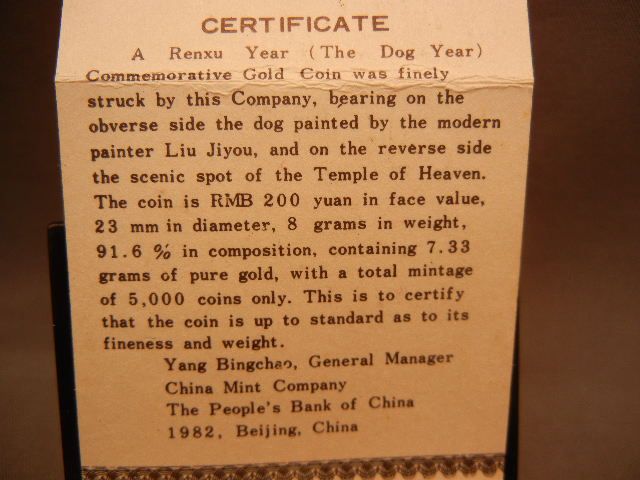 CERTIFICATE
A Renxu Year (The Dog Year)
Commemorative Gold Coin was finely
struck by this Company, bearing on the
obverse side the dog painted by the modern
painter Liu Jiyou, and on the reverse side
the scenic spot of the Temple of Heaven.
The coin is RMB 200 yuan in face value,
23 mm in diameter, 8 grams in weight,
91.6 % in composition, containing 7.33
grams of pure gold, with a total mintage
of 5,000 coins only. This is to certify
that the coin is up to standard as to its
fineness and weight.
Yang Bingchao, General Manager
China Mint Company
The People's Bank of China
1982, Beijing, China